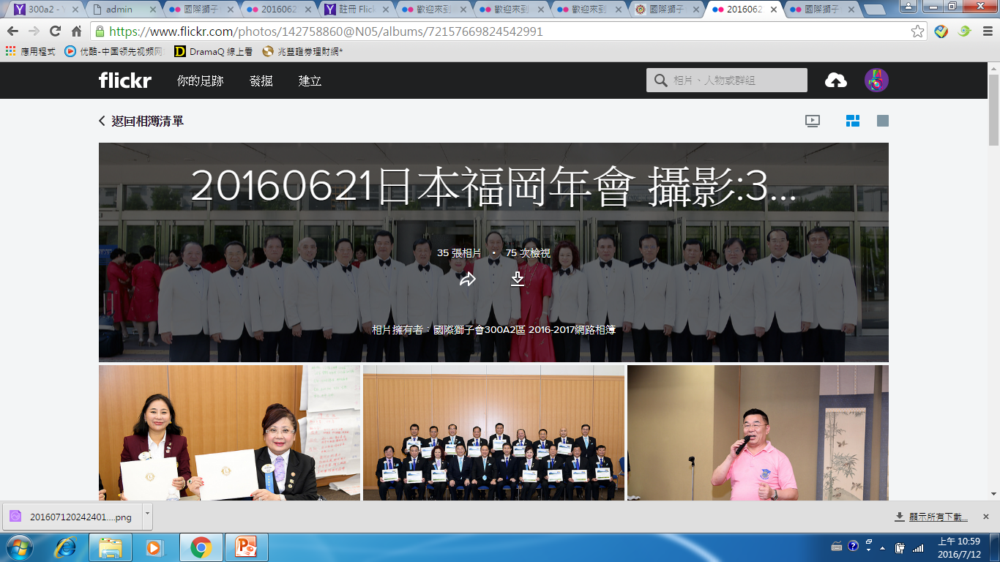 300a2 - Y
admin
國際獅子
2016062
註冊 Flick
歡迎來到
歡迎來到
歡迎來到
國際獅子
2016062
國際獅子
https://www.flickr.com/photos/142758860@N05/albums/72157669824542991
應用程式
优酷-中国领先视频网
DramaQ 線上看
兆豐證券理財網*
flickr
你的足跡
發掘
建立
相片、人物或群組
返回相簿清單
20160621日本福岡年會 攝影:3...
35 張相片 • 75 次檢視
相片擁有者：國際獅子會300A2區 2016-2017網路相簿
201607120242401....png
顯示所有下載...
上午 10:59
2016/7/12